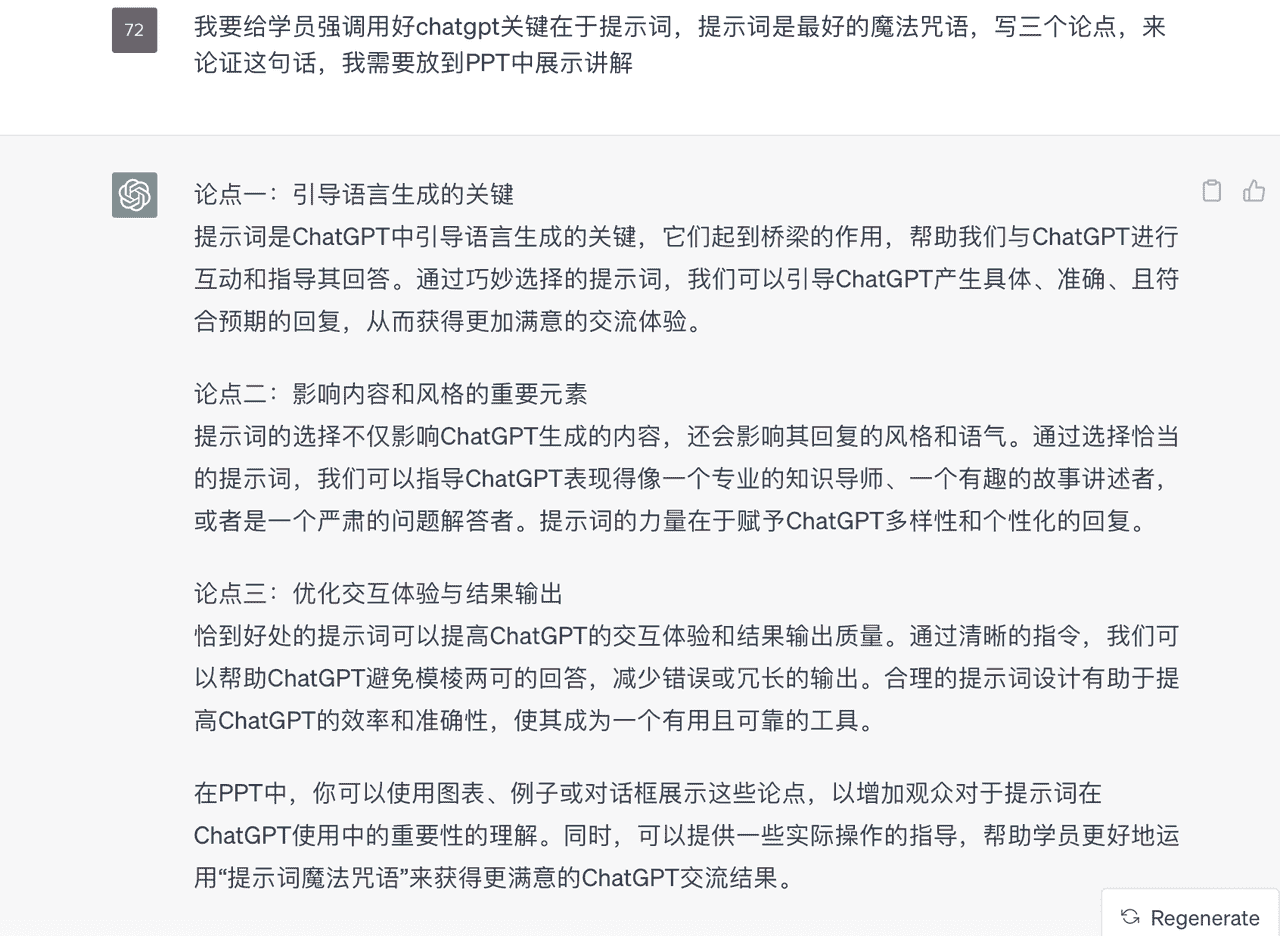 72
我要给学员强调用好chatgpt关键在于提示词，提示词是最好的魔法咒语，写三个论点，来
论证这句话，我需要放到PPT中展示讲解
论点一：引导语言生成的关键
提示词是ChatGPT中引导语言生成的关键，它们起到桥梁的作用，帮助我们与ChatGPT进行
互动和指导其回答。通过巧妙选择的提示词，我们可以引导ChatGPT产生具体、准确、且符
合预期的回复，从而获得更加满意的交流体验。
论点二：影响内容和风格的重要元素
提示词的选择不仅影响ChatGPT生成的内容，还会影响其回复的风格和语气。通过选择恰当
的提示词，我们可以指导ChatGPT表现得像一个专业的知识导师、一个有趣的故事讲述者，
或者是一个严肃的问题解答者。提示词的力量在于赋予ChatGPT多样性和个性化的回复。
论点三：优化交互体验与结果输出
恰到好处的提示词可以提高ChatGPT的交互体验和结果输出质量。通过清晰的指令，我们可
以帮助ChatGPT避免模棱两可的回答，减少错误或冗长的输出。合理的提示词设计有助于提
高ChatGPT的效率和准确性，使其成为一个有用且可靠的工具。
在PPT中，你可以使用图表、例子或对话框展示这些论点，以增加观众对于提示词在
ChatGPT使用中的重要性的理解。同时，可以提供一些实际操作的指导，帮助学员更好地运
用“提示词魔法咒语”来获得更满意的ChatGPT交流结果。
Regenerate